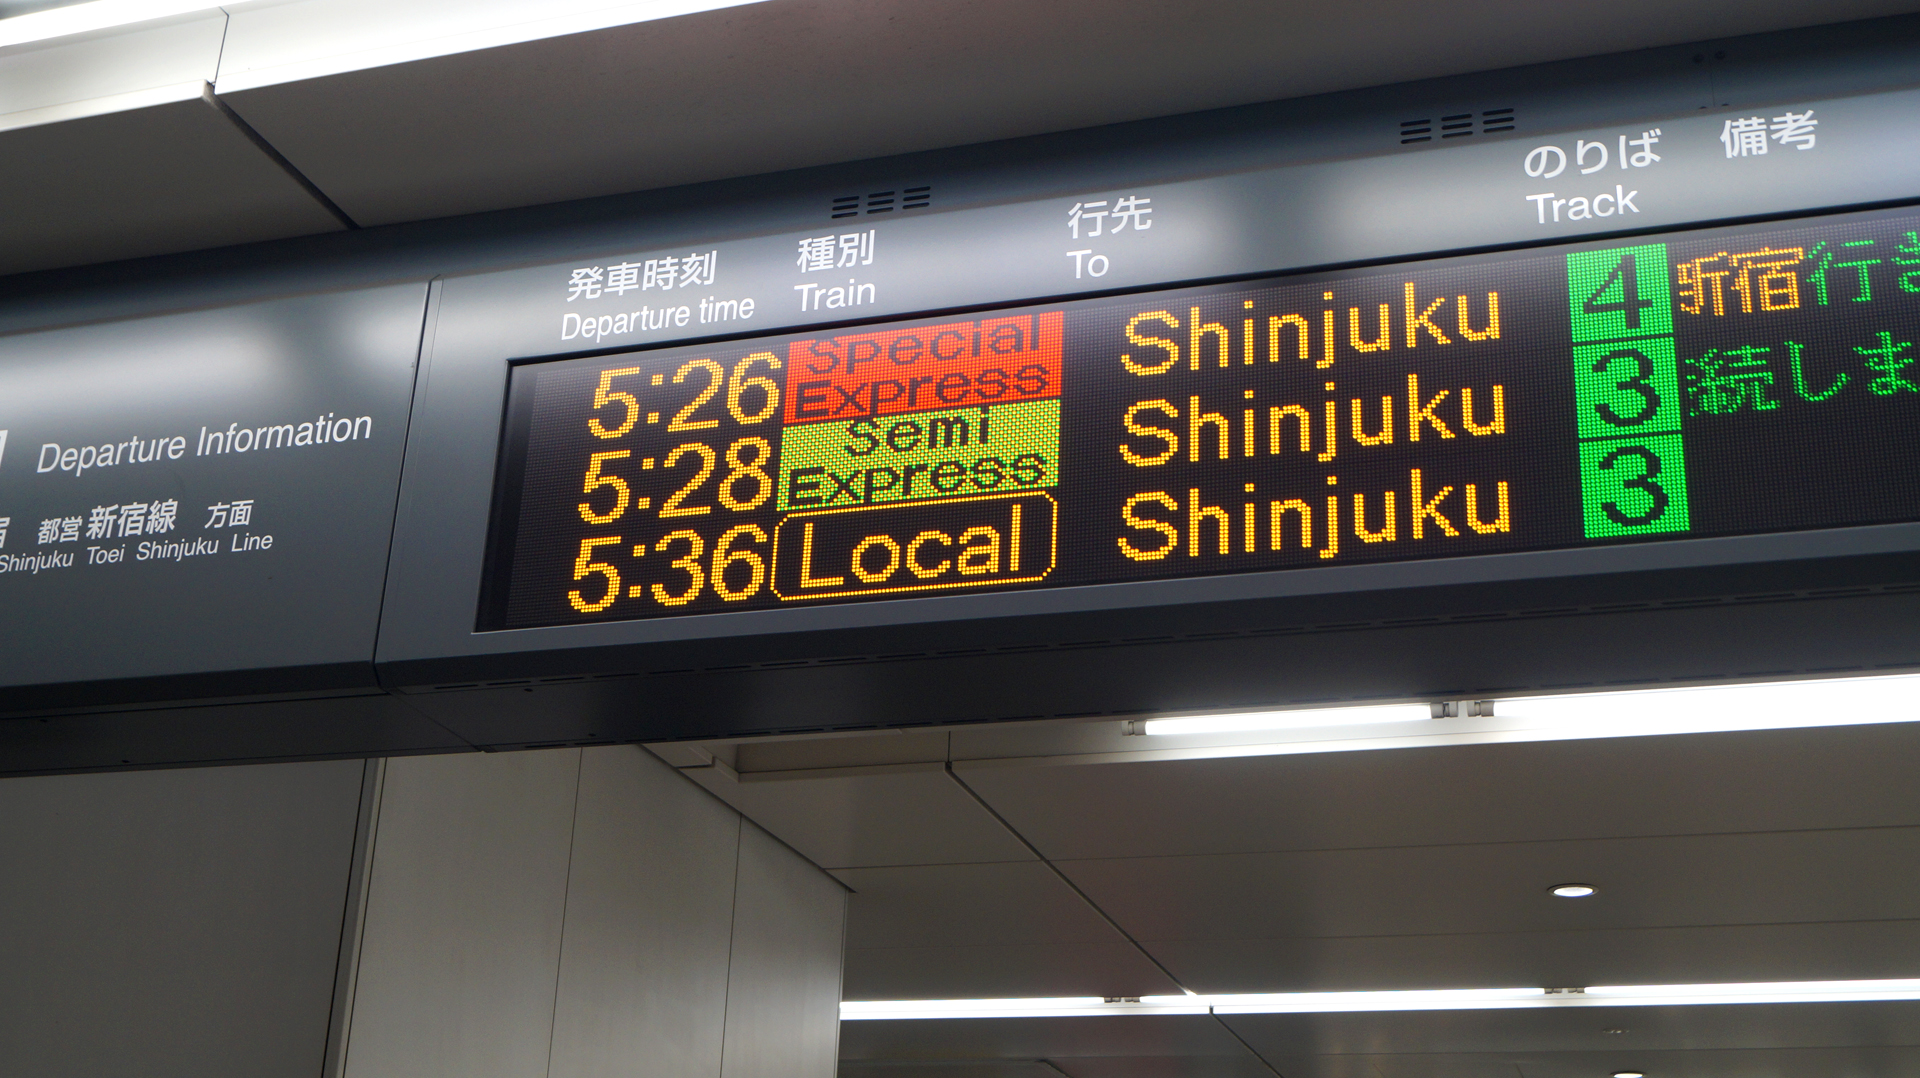 Departure Information
都営新宿線 方面
Shinjuku Toei Shinjuku Line
発車時刻 種別 行先 のりば 備考
Departure time Train To Track
5:26 Special Express Shinjuku 4 新宿行き
5:28 Semi Express Shinjuku 3 続しま
5:36 Local Shinjuku 3